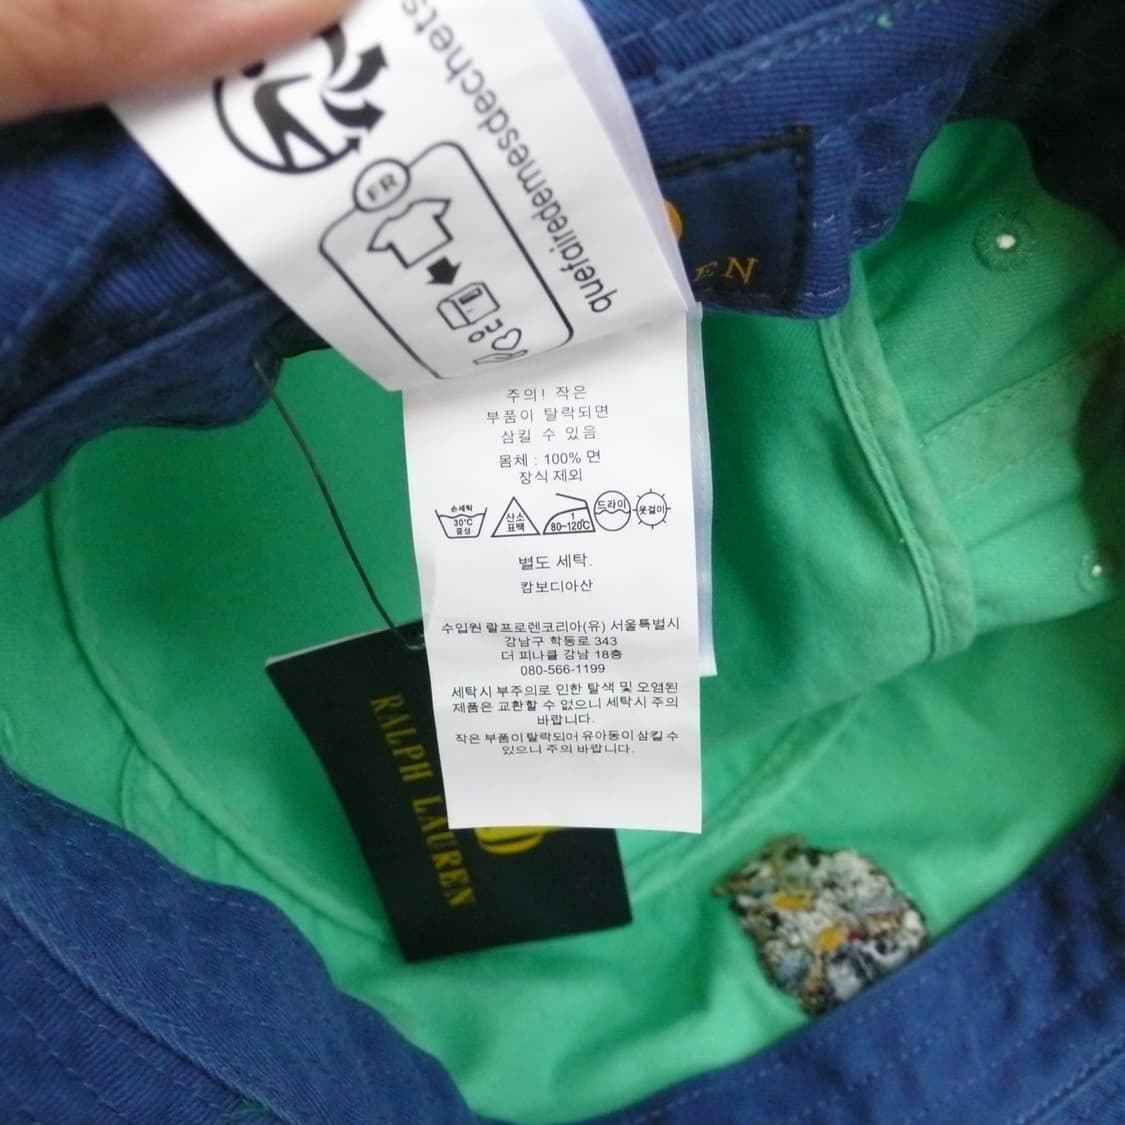 quefairedemesdechets
FR
EN
주의! 작은
부품이 탈락되면
삼킬 수 있음
몸체 : 100% 면
장식 제외
손세탁
30℃
중성
산소
표백
1
80~120℃
드라이
옷걸이
별도 세탁.
캄보디아산
수입원 랄프로렌코리아(유) 서울특별시
강남구 학동로 343
더 피나클 강남 18층
080-566-1199
세탁시 부주의로 인한 탈색 및 오염된
제품은 교환할 수 없으니 세탁시 주의
바랍니다.
작은 부품이 탈락되어 유아동이 삼킬 수
있으니 주의 바랍니다.
RALPH LAUREN